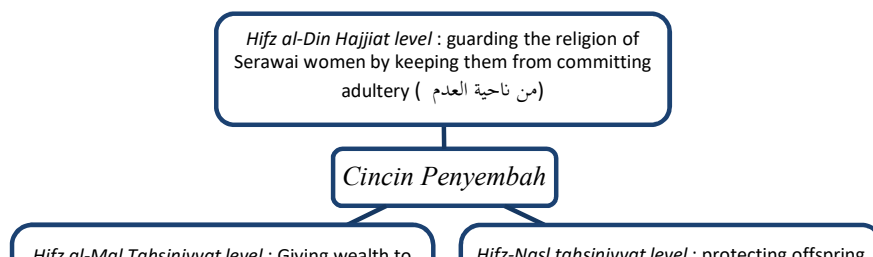 Hifz al-Din Hajjiat level : guarding the religion of
Serawai women by keeping them from committing
adultery ( من ناحية العدم)
Cincin Penyembah
Hifz al-Mal Tahsiniyyat level : Giving wealth to
Hifz-Nasl tahsiniyyat level : protecting offspring